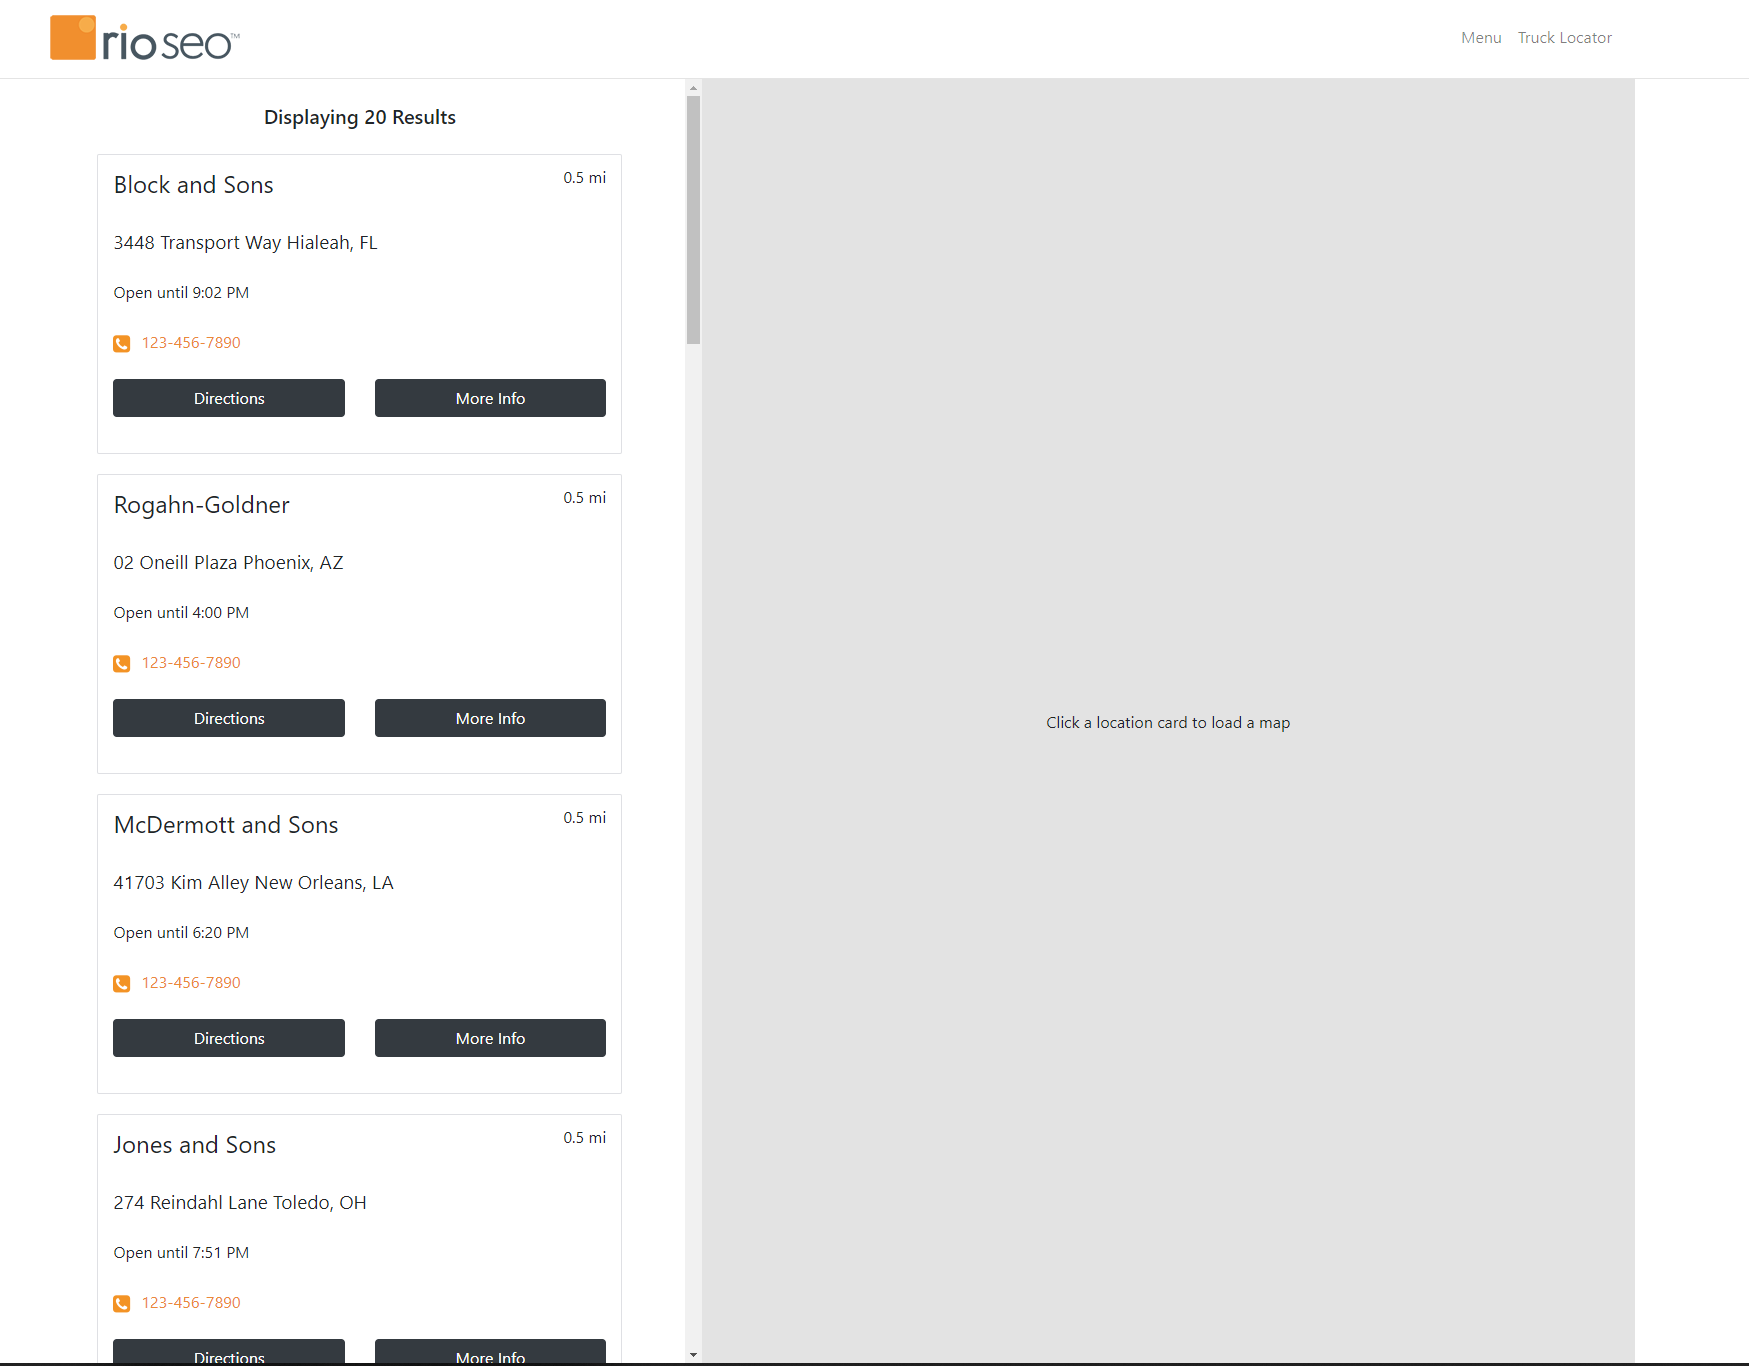 rio seo™
Menu Truck Locator
Displaying 20 Results
Block and Sons 0.5 mi
3448 Transport Way Hialeah, FL
Open until 9:02 PM
123-456-7890
Directions More Info
Rogahn-Goldner 0.5 mi
02 Oneill Plaza Phoenix, AZ
Open until 4:00 PM
123-456-7890
Directions More Info
McDermott and Sons 0.5 mi
41703 Kim Alley New Orleans, LA
Open until 6:20 PM
123-456-7890
Directions More Info
Jones and Sons 0.5 mi
274 Reindahl Lane Toledo, OH
Open until 7:51 PM
123-456-7890
Directions More Info
Click a location card to load a map